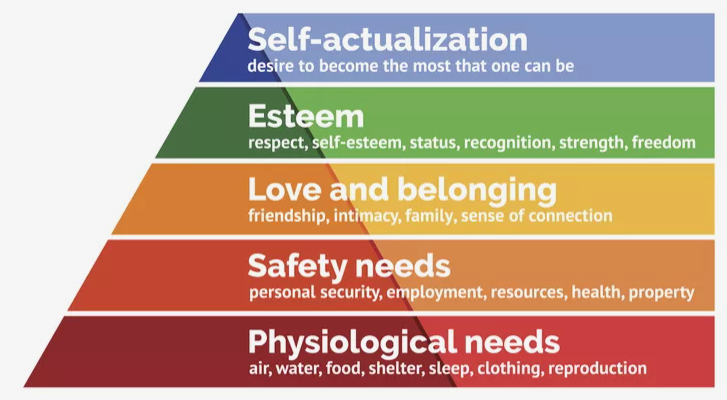 Self-actualization
desire to become the most that one can be
Esteem
respect, self-esteem, status, recognition, strength, freedom
Love and belonging
friendship, intimacy, family, sense of connection
Safety needs
personal security, employment, resources, health, property
Physiological needs
air, water, food, shelter, sleep, clothing, reproduction